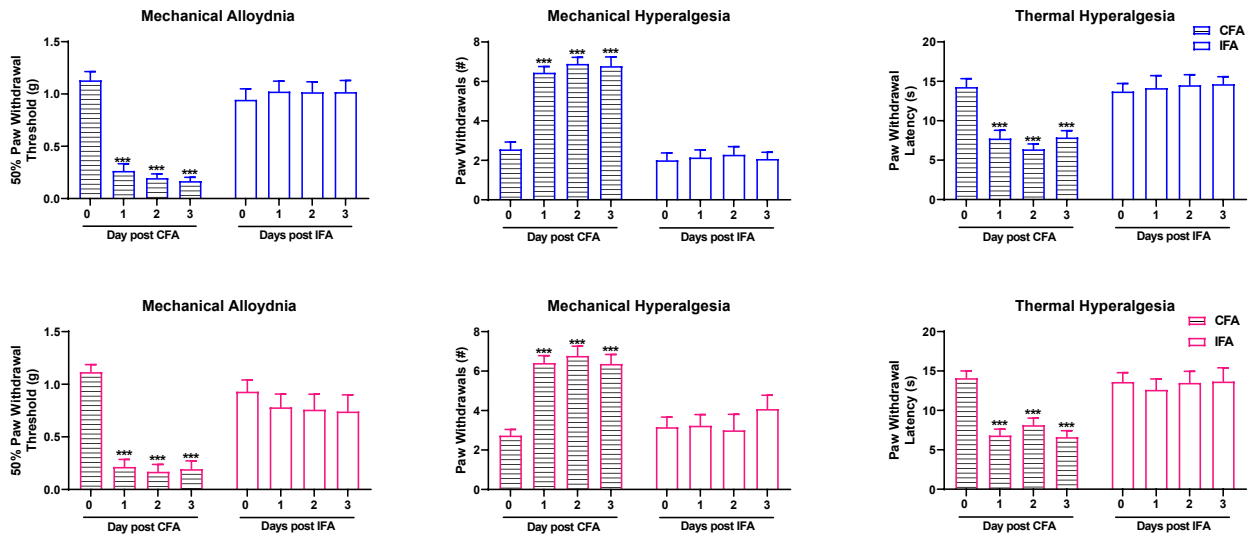 Mechanical Alloydnia
50% Paw Withdrawal
Threshold (g)
1.5
1.0
0.5
0.0
***
***
***
0 1 2 3 0 1 2 3
Day post CFA Days post IFA
Mechanical Hyperalgesia
Paw Withdrawals (#)
8
6
4
2
0
***
***
***
0 1 2 3 0 1 2 3
Day post CFA Days post IFA
Thermal Hyperalgesia
CFA
IFA
Paw Withdrawal
Latency (s)
20
15
10
5
0
***
***
***
0 1 2 3 0 1 2 3
Day post CFA Days post IFA
Mechanical Alloydnia
50% Paw Withdrawal
Threshold (g)
1.5
1.0
0.5
0.0
***
***
***
0 1 2 3 0 1 2 3
Day post CFA Days post IFA
Mechanical Hyperalgesia
Paw Withdrawals (#)
8
6
4
2
0
***
***
***
0 1 2 3 0 1 2 3
Day post CFA Days post IFA
Thermal Hyperalgesia
CFA
IFA
Paw Withdrawal
Latency (s)
20
15
10
5
0
***
***
***
0 1 2 3 0 1 2 3
Day post CFA Days post IFA